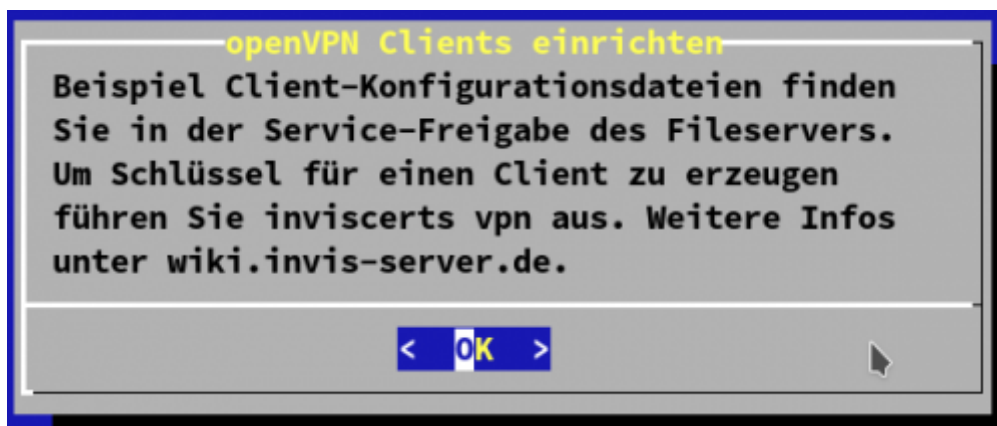 openVPN Clients einrichten
Beispiel Client-Konfigurationsdateien finden
Sie in der Service-Freigabe des Fileservers.
Um Schlüssel für einen Client zu erzeugen
führen Sie inviscerts vpn aus. Weitere Infos
unter wiki.invis-server.de.
< OK >